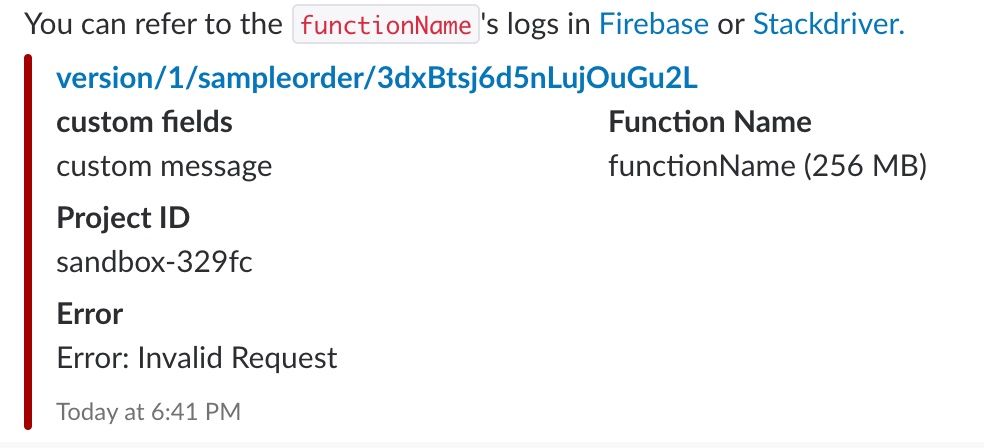 You can refer to the functionName's logs in Firebase or Stackdriver.
version/1/sampleorder/3dxBtsj6d5nLujOuGu2L
custom fields Function Name
custom message functionName (256 MB)
Project ID
sandbox-329fc
Error
Error: Invalid Request
Today at 6:41 PM